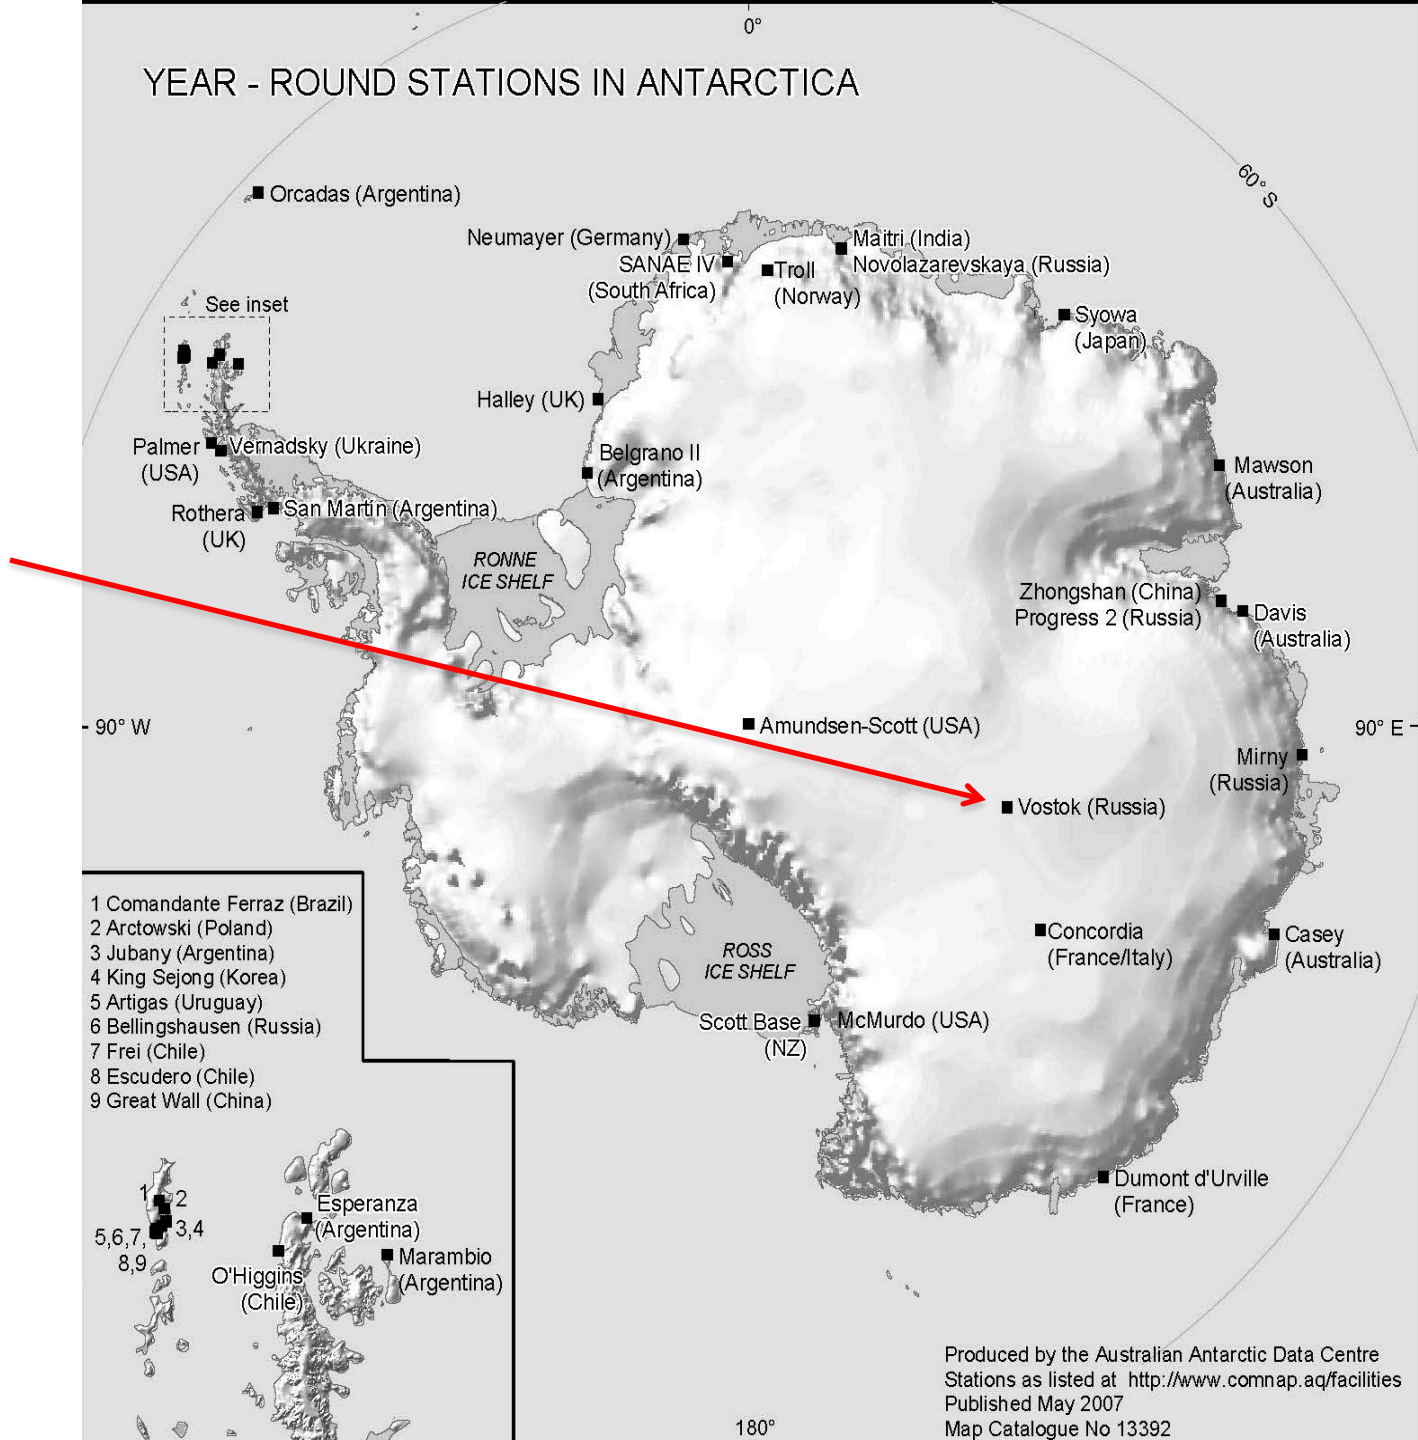 0°
YEAR - ROUND STATIONS IN ANTARCTICA
60° S
Orcadas (Argentina)
Neumayer (Germany)
SANAE IV
(South Africa)
Troll
(Norway)
Maitri (India)
Novolazarevskaya (Russia)
Syowa
(Japan)
See inset
Halley (UK)
Palmer
(USA)
Vernadsky (Ukraine)
Belgrano II
(Argentina)
Mawson
(Australia)
Rothera
(UK)
San Martín (Argentina)
RONNE
ICE SHELF
Zhongshan (China)
Progress 2 (Russia)
Davis
(Australia)
90° W
Amundsen-Scott (USA)
90° E
Mirny
(Russia)
Vostok (Russia)
Concordia
(France/Italy)
Casey
(Australia)
ROSS
ICE SHELF
Scott Base
(NZ)
McMurdo (USA)
Dumont d'Urville
(France)
1 Comandante Ferraz (Brazil)
2 Arctowski (Poland)
3 Jubany (Argentina)
4 King Sejong (Korea)
5 Artigas (Uruguay)
6 Bellingshausen (Russia)
7 Frei (Chile)
8 Escudero (Chile)
9 Great Wall (China)
1
2
3,4
5,6,7,
8,9
Esperanza
(Argentina)
O'Higgins
(Chile)
Marambio
(Argentina)
180°
Produced by the Australian Antarctic Data Centre
Stations as listed at http://www.comnap.aq/facilities
Published May 2007
Map Catalogue No 13392